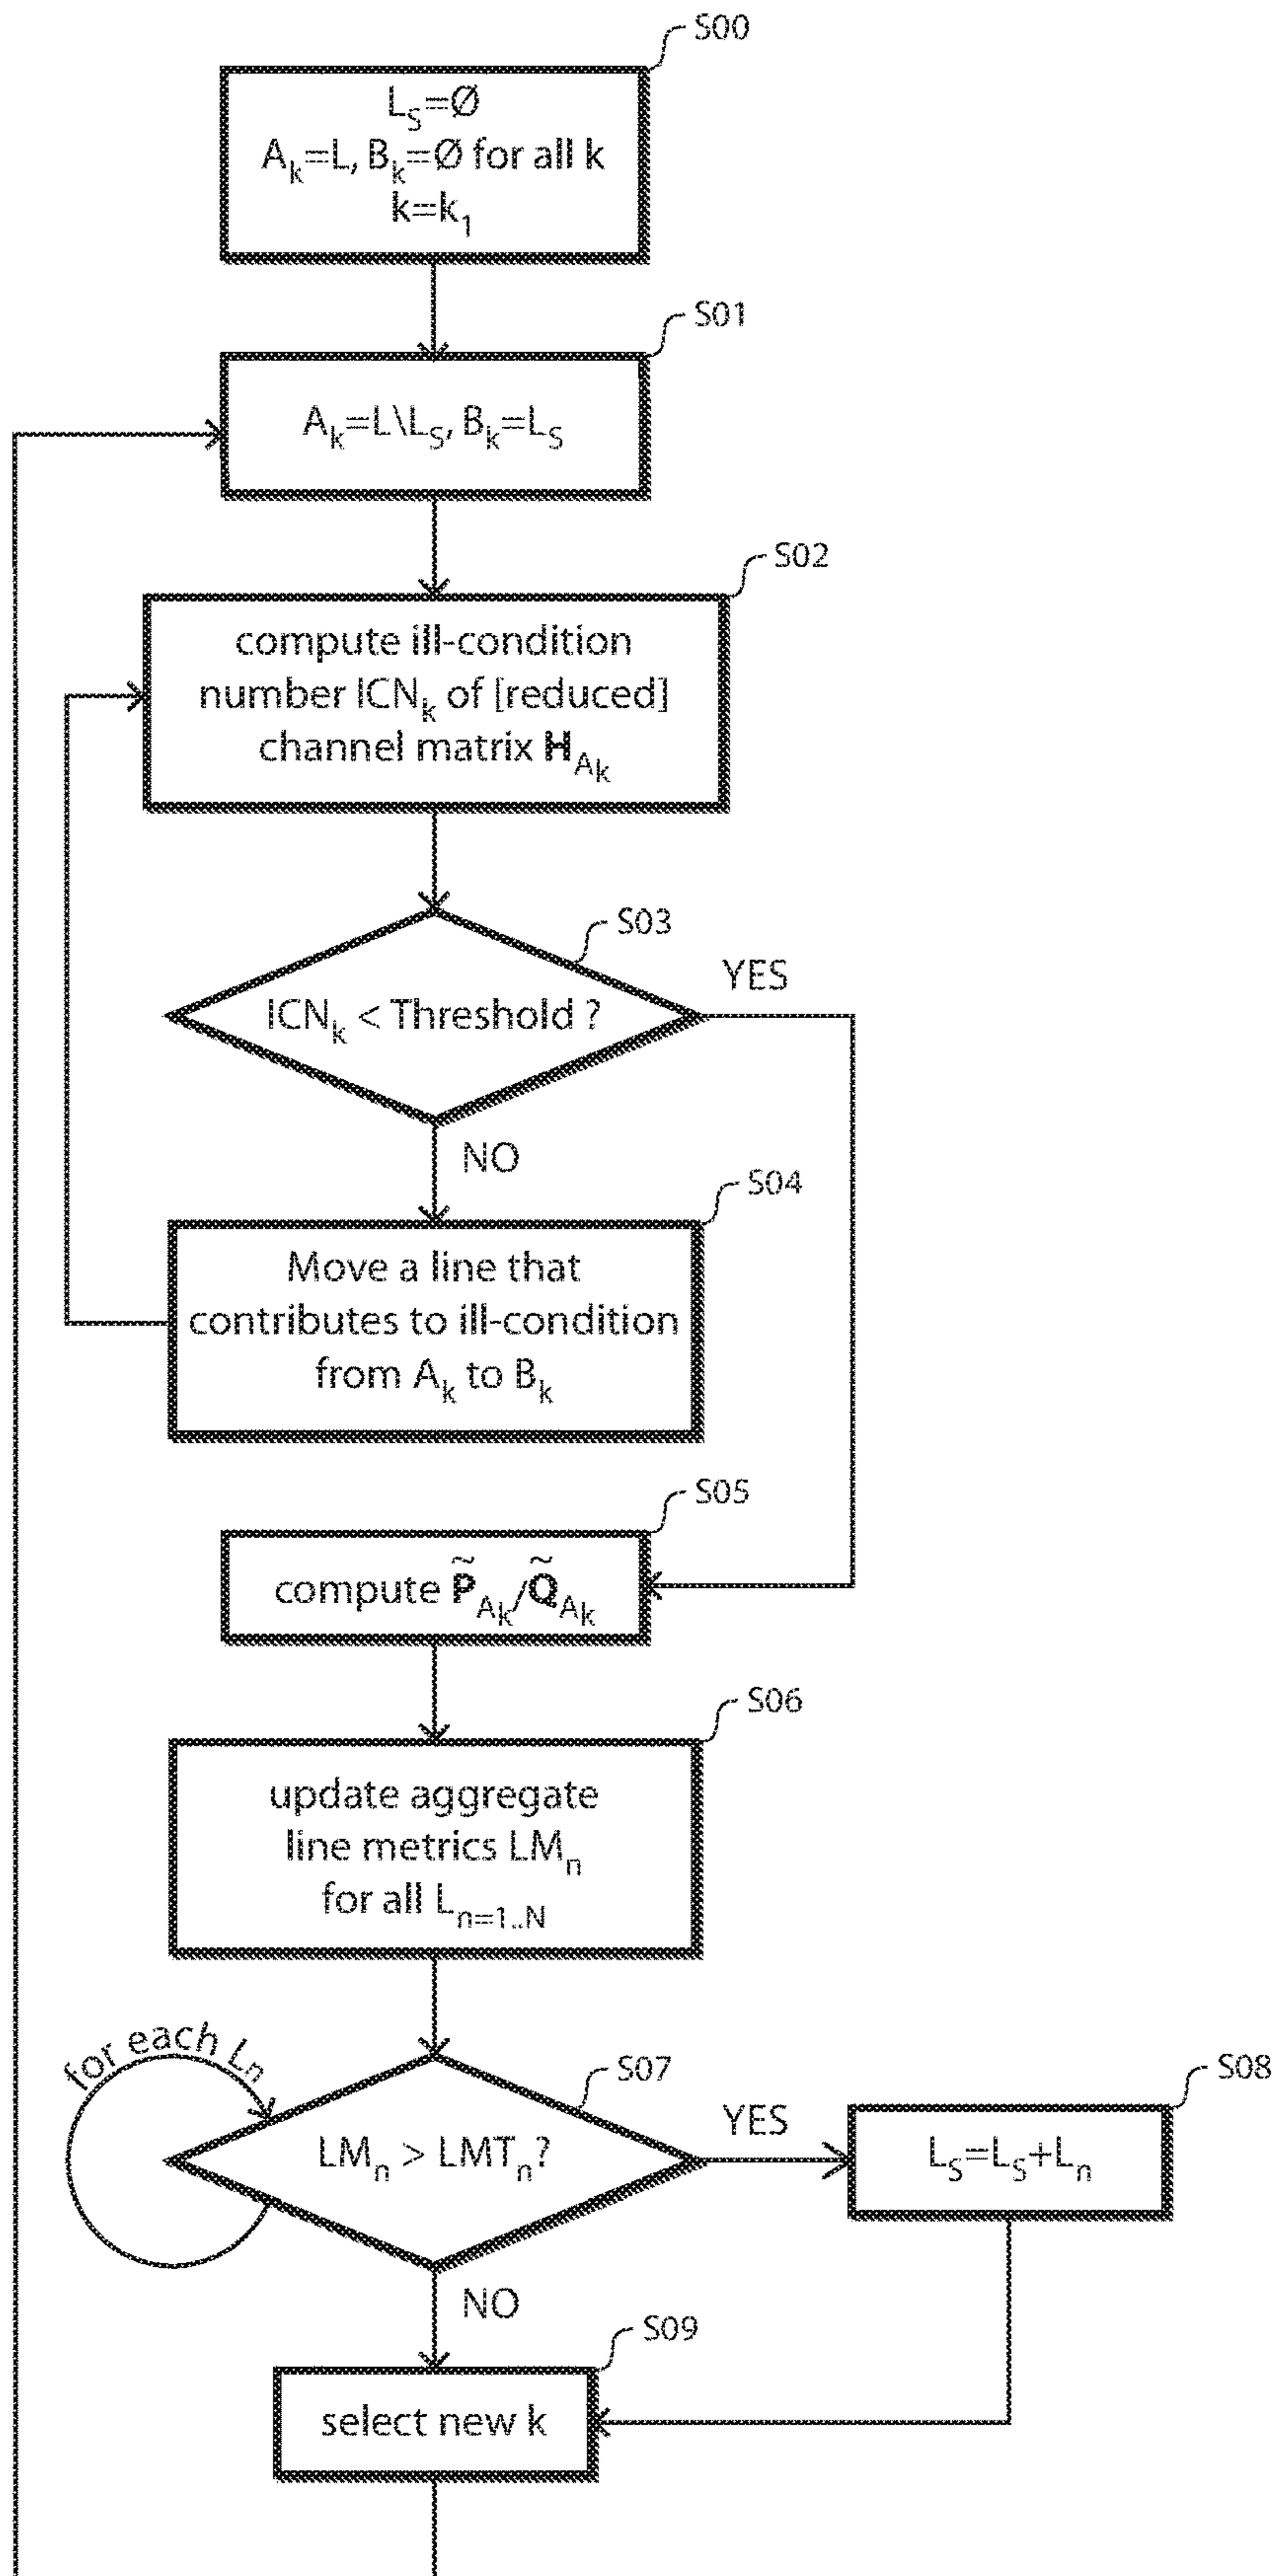 S00
L_S=Ø
A_k=L, B_k=Ø for all k
k=k_1
S01
A_k=L\L_S, B_k=L_S
S02
compute ill-condition
number ICN_k of [reduced]
channel matrix H_{A_k}
S03
ICN_k < Threshold ?
YES
NO
S04
Move a line that
contributes to ill-condition
from A_k to B_k
S05
compute P̃_{A_k}/Q̃_{A_k}
S06
update aggregate
line metrics LM_n
for all L_{n=1..N}
for each L_n
S07
LM_n > LMT_n?
YES
S08
L_S=L_S+L_n
NO
S09
select new k